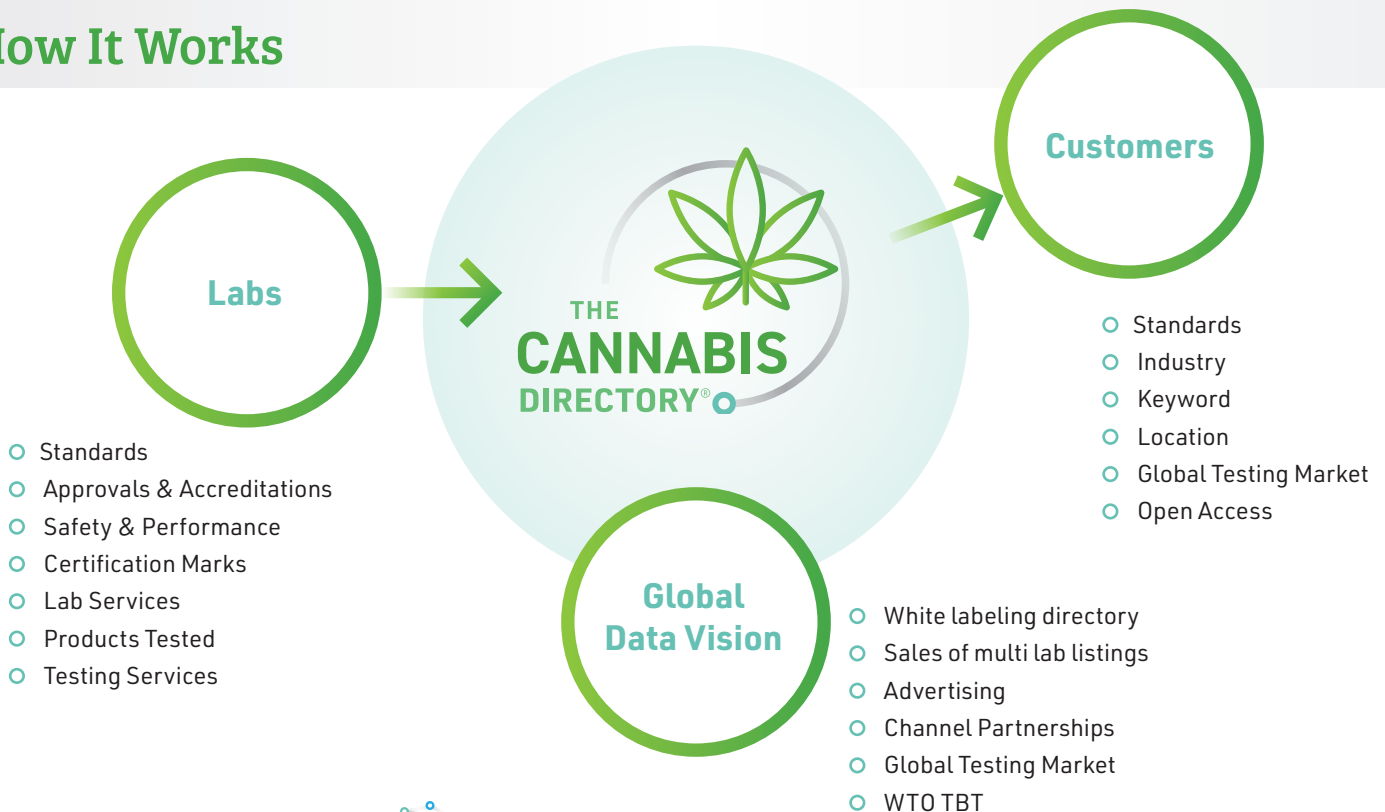 How It Works
Labs
Standards
Approvals & Accreditations
Safety & Performance
Certification Marks
Lab Services
Products Tested
Testing Services
THE
CANNABIS
DIRECTORY®
Customers
Standards
Industry
Keyword
Location
Global Testing Market
Open Access
Global
Data Vision
White labeling directory
Sales of multi lab listings
Advertising
Channel Partnerships
Global Testing Market
WTO TBT